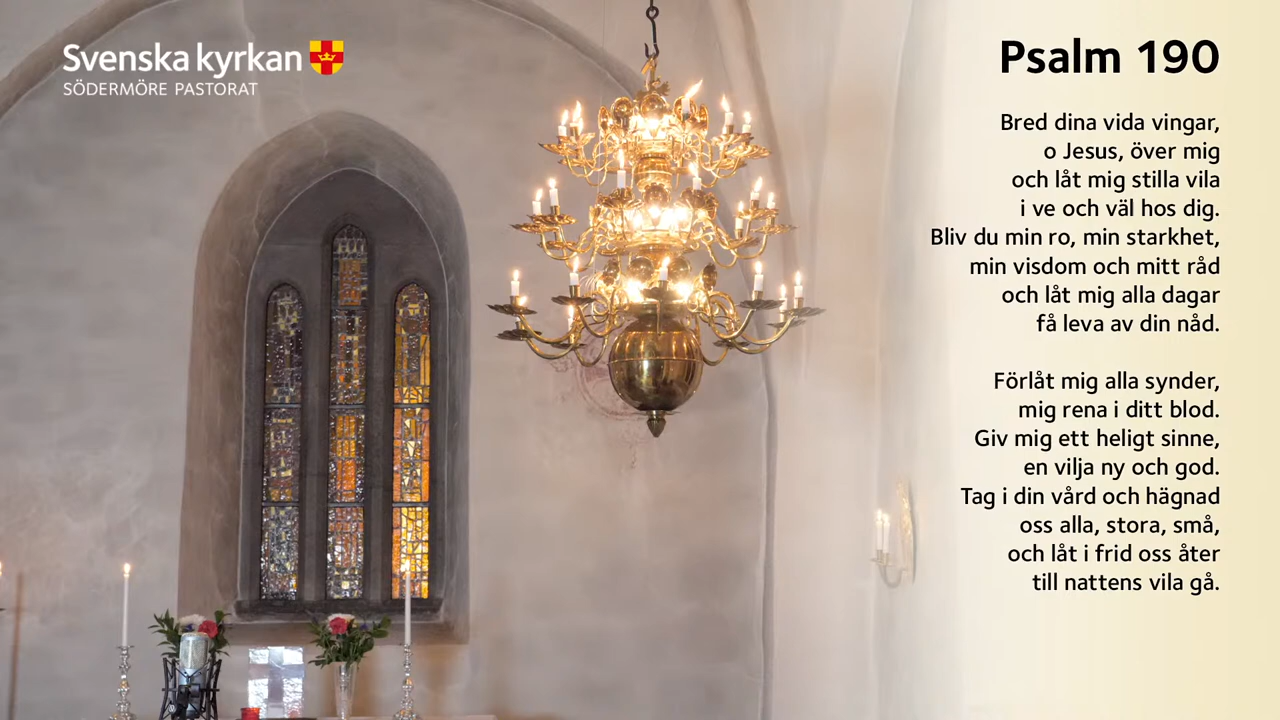 Svenska kyrkan
SÖDERMÖRE PASTORAT
Psalm 190
Bred dina vida vingar,
o Jesus, över mig
och låt mig stilla vila
i ve och väl hos dig.
Bliv du min ro, min starkhet,
min visdom och mitt råd
och låt mig alla dagar
få leva av din nåd.
Förlåt mig alla synder,
mig rena i ditt blod.
Giv mig ett heligt sinne,
en vilja ny och god.
Tag i din vård och hägnad
oss alla, stora, små,
och låt i frid oss åter
till nattens vila gå.